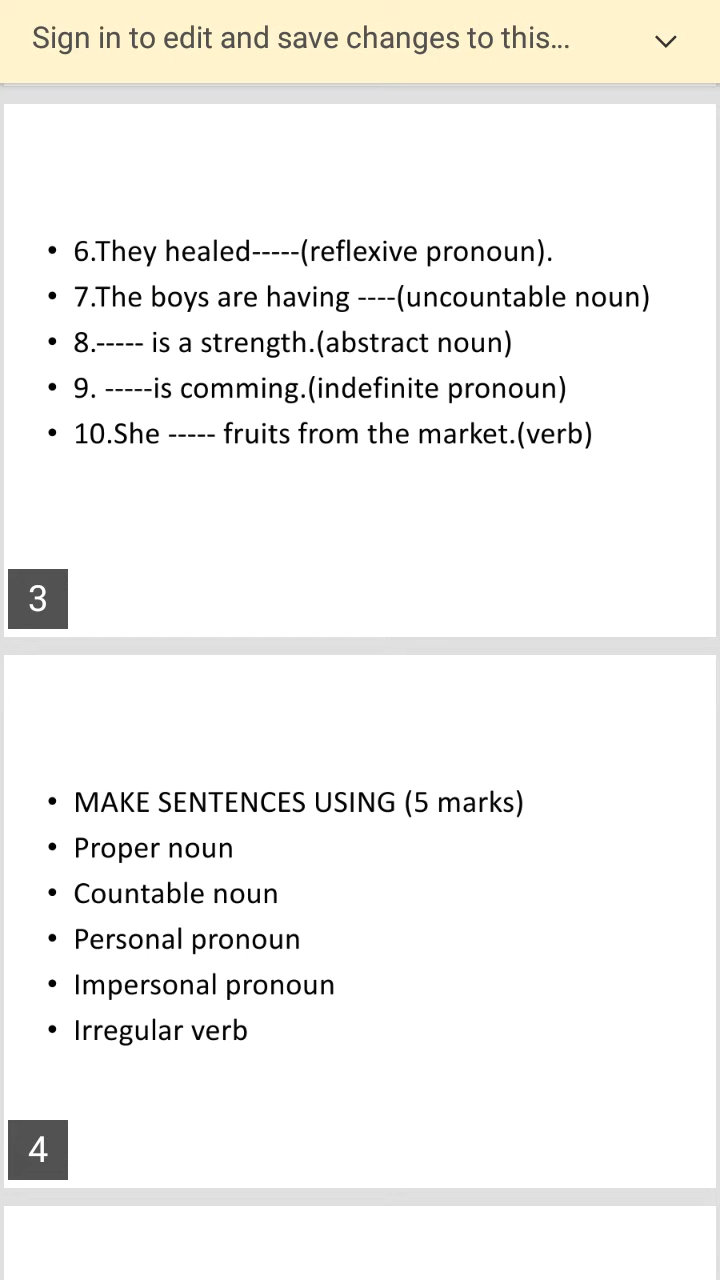 Sign in to edit and save changes to this...
• 6.They healed-----(reflexive pronoun).
• 7.The boys are having ----(uncountable noun)
• 8.----- is a strength.(abstract noun)
• 9. -----is comming.(indefinite pronoun)
• 10.She ----- fruits from the market.(verb)
3
• MAKE SENTENCES USING (5 marks)
• Proper noun
• Countable noun
• Personal pronoun
• Impersonal pronoun
• Irregular verb
4